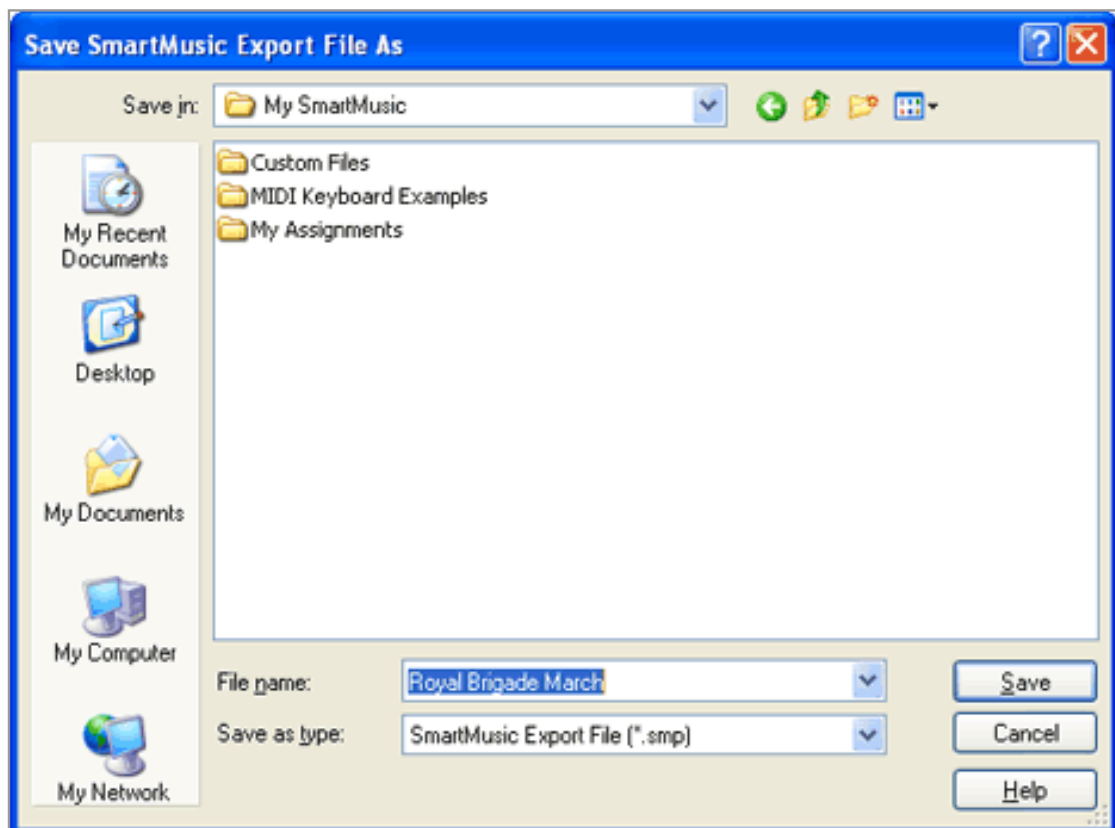 Save SmartMusic Export File As
Save in:
My SmartMusic
Custom Files
MIDI Keyboard Examples
My Assignments
My Recent
Documents
Desktop
My Documents
My Computer
My Network
File name:
Royal Brigade March
Save
Save as type:
SmartMusic Export File (*.smp)
Cancel
Help